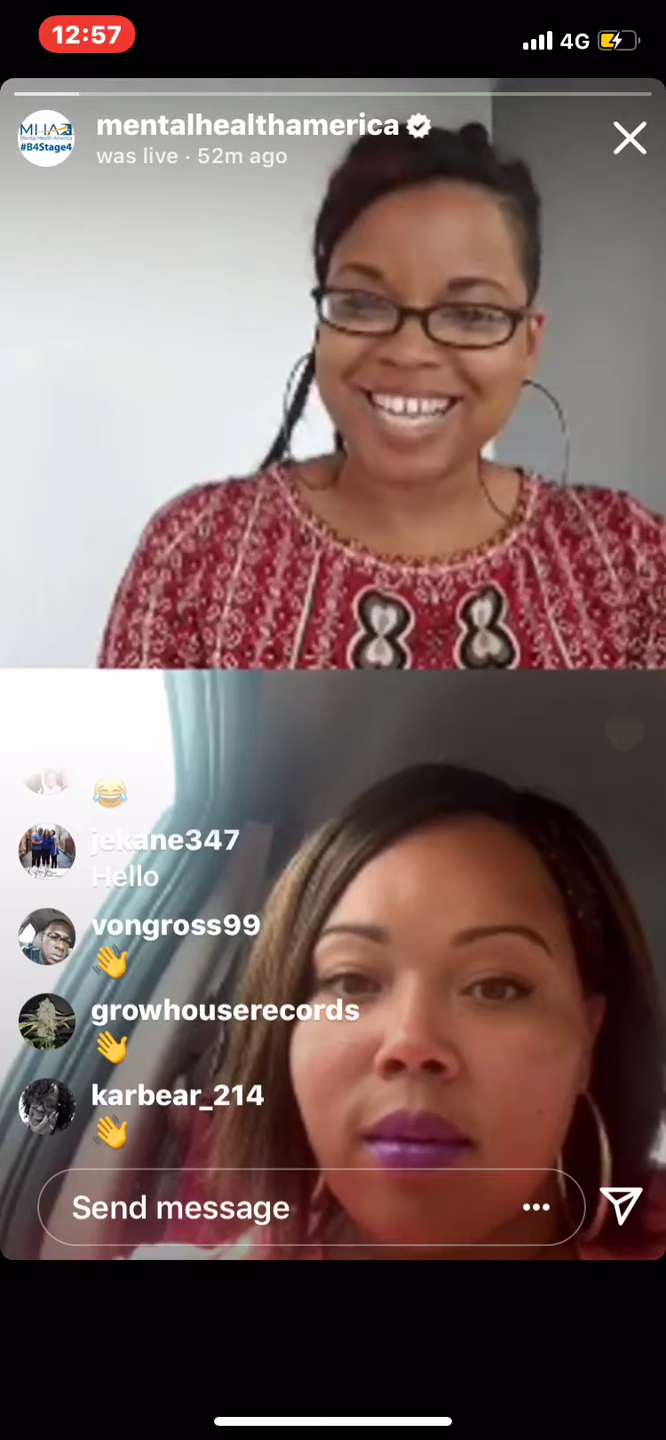 12:57
4G
MHA
Mental Health America
#B4Stage4
mentalhealthamerica
was live · 52m ago
😂
jekane347
Hello
vongross99
👋
growhouserecords
👋
karbear_214
👋
Send message